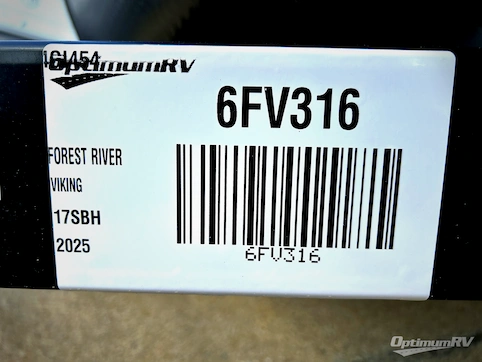 OptimumRV
6FV316
FOREST RIVER
VIKING
17SBH
2025
6FV316
OptimumRV